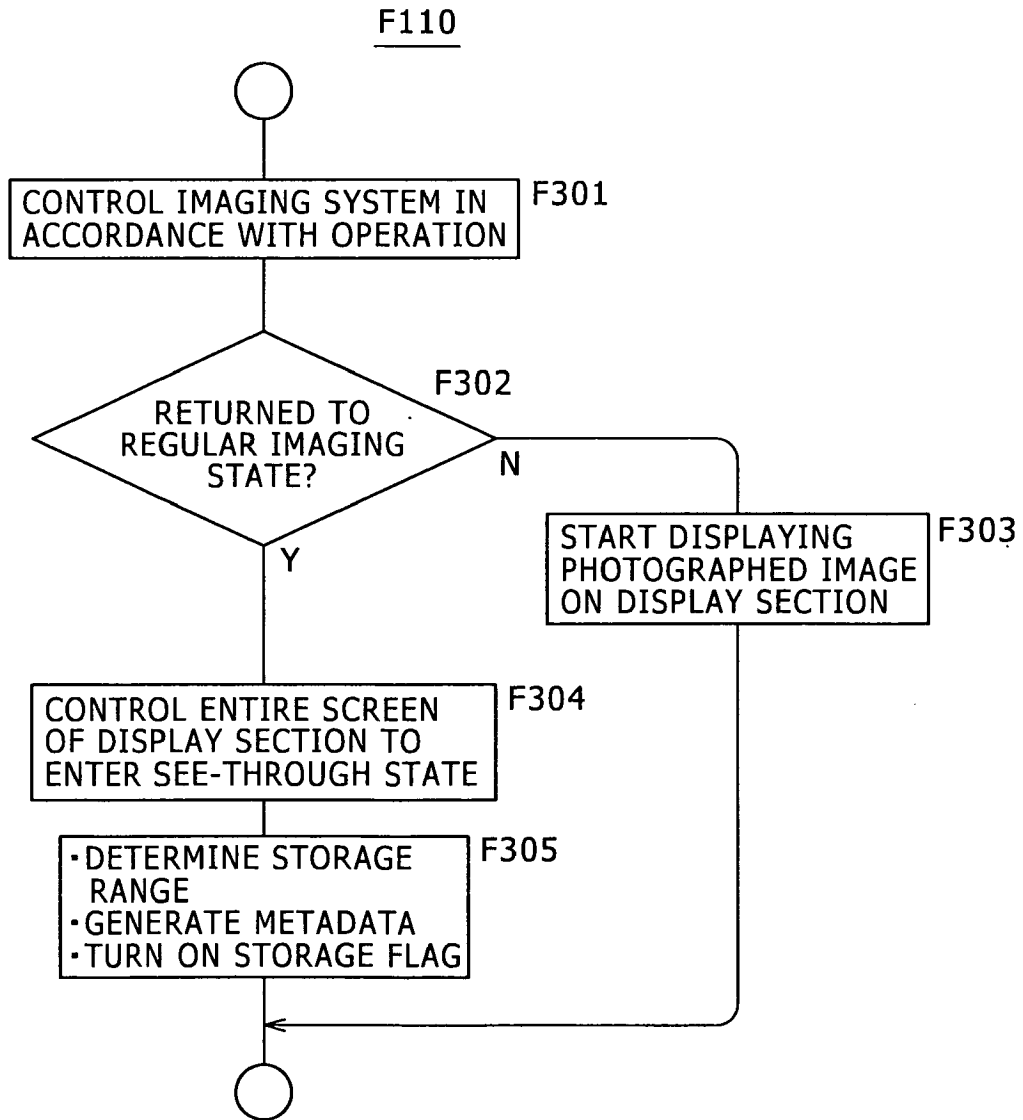 F110
CONTROL IMAGING SYSTEM IN
ACCORDANCE WITH OPERATION
F301
F302
RETURNED TO
REGULAR IMAGING
STATE?
N
Y
START DISPLAYING
PHOTOGRAPHED IMAGE
ON DISPLAY SECTION
F303
CONTROL ENTIRE SCREEN
OF DISPLAY SECTION TO
ENTER SEE-THROUGH STATE
F304
・DETERMINE STORAGE
RANGE
・GENERATE METADATA
・TURN ON STORAGE FLAG
F305